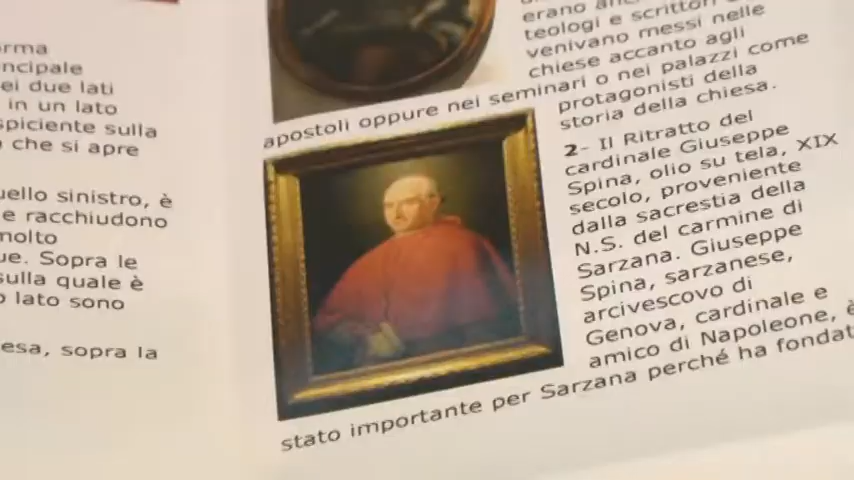 orma
ncipale
ei due lati
in un lato
spiciente sulla
che si apre
uello sinistro, è
e racchiudono
molto
ue. Sopra le
sulla quale è
lato sono
esa, sopra la
erano
teologi e scrittori
venivano messi nelle
chiese accanto agli
apostoli oppure nei seminari o nei palazzi come
protagonisti della
storia della chiesa.
2- Il Ritratto del
cardinale Giuseppe
Spina, olio su tela, XIX
secolo, proveniente
dalla sacrestia della
N.S. del carmine di
Sarzana. Giuseppe
Spina, sarzanese,
arcivescovo di
Genova, cardinale e
amico di Napoleone, è
stato importante per Sarzana perché ha fondat